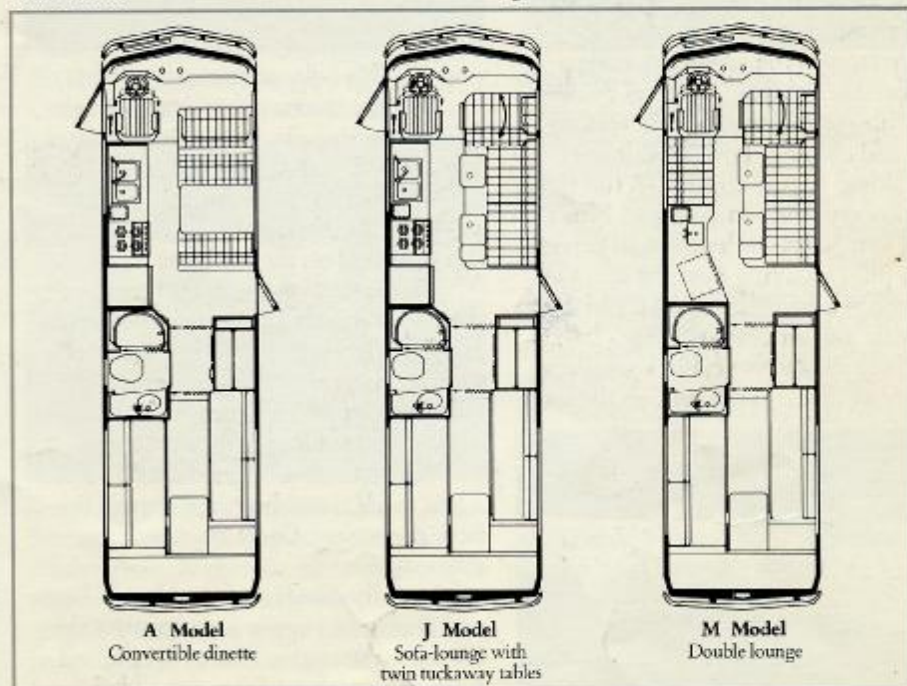 A Model
Convertible dinette
J Model
Sofa-lounge with
twin tuckaway tables
M Model
Double lounge